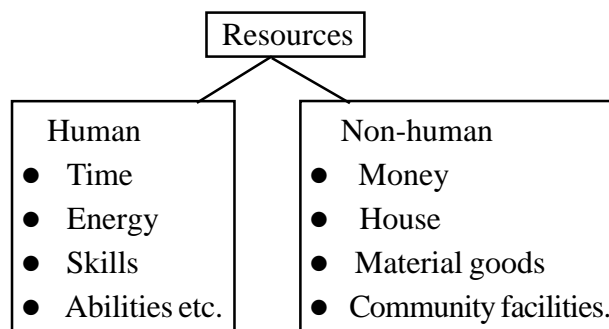 Resources
Human
● Time
● Energy
● Skills
● Abilities etc.
Non-human
● Money
● House
● Material goods
● Community facilities.